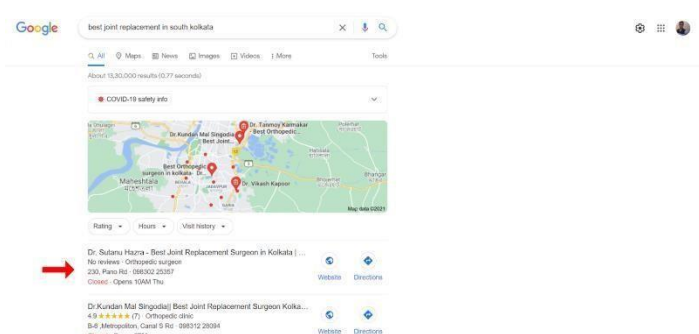 Google
best joint replacement in south kolkata
All Maps News Images Videos More Tools
About 13,20,000 results (0.77 seconds)
COVID-19 safety info
Dr. Tanmoy Karmakar
- Best Orthopedic...
Dr.Kundan Mal Singodia
|| Best Joint...
Best Orthopedic
surgeon in kolkata- Dr...
Maheshtala
Dr. Vikash Kapoor
Map data ©2021
Rating Hours Visit history
Dr. Sutanu Hazra - Best Joint Replacement Surgeon in Kolkata | ...
No reviews · Orthopedic surgeon
230, Pano Rd · 098302 25357
Closed · Opens 10AM Thu
Website Directions
Dr.Kundan Mal Singodia|| Best Joint Replacement Surgeon Kolka...
4.9 ★★★★★ (7) · Orthopedic clinic
B-8 ,Metropolitan, Canal S Rd · 098312 28094
Website Directions